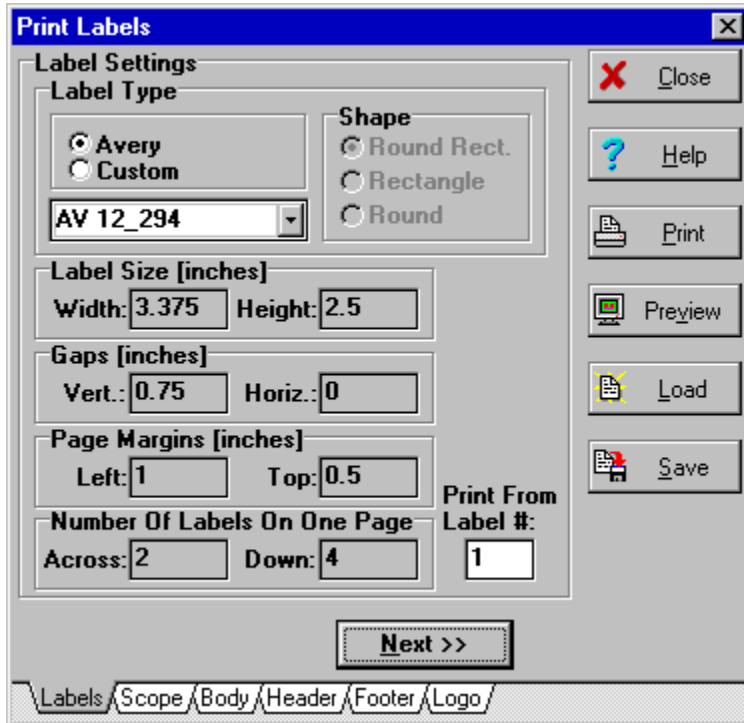 Print Labels
Label Settings
Label Type
Avery
Custom
AV 12_294
Shape
Round Rect.
Rectangle
Round
Label Size [inches]
Width: 3.375 Height: 2.5
Gaps [inches]
Vert.: 0.75 Horiz.: 0
Page Margins [inches]
Left: 1 Top: 0.5
Number Of Labels On One Page
Across: 2 Down: 4
Print From
Label #:
1
Close
Help
Print
Preview
Load
Save
Next >>
Labels Scope Body Header Footer Logo